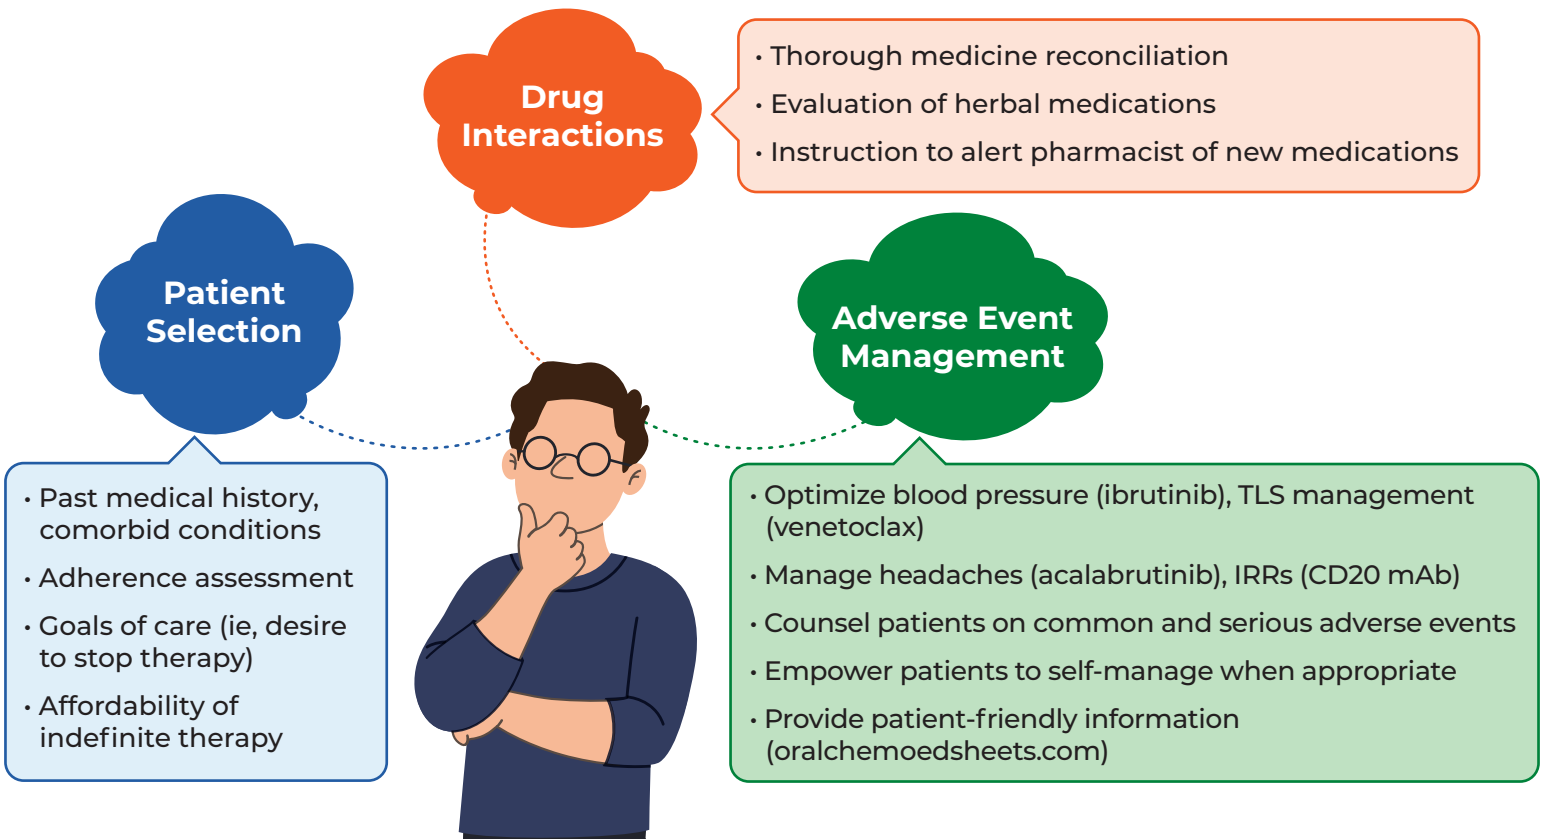 Drug
Interactions
• Thorough medicine reconciliation
• Evaluation of herbal medications
• Instruction to alert pharmacist of new medications
Patient
Selection
• Past medical history,
comorbid conditions
• Adherence assessment
• Goals of care (ie, desire
to stop therapy)
• Affordability of
indefinite therapy
Adverse Event
Management
• Optimize blood pressure (ibrutinib), TLS management
(venetoclax)
• Manage headaches (acalabrutinib), IRRs (CD20 mAb)
• Counsel patients on common and serious adverse events
• Empower patients to self-manage when appropriate
• Provide patient-friendly information
(oralchemoedsheets.com)